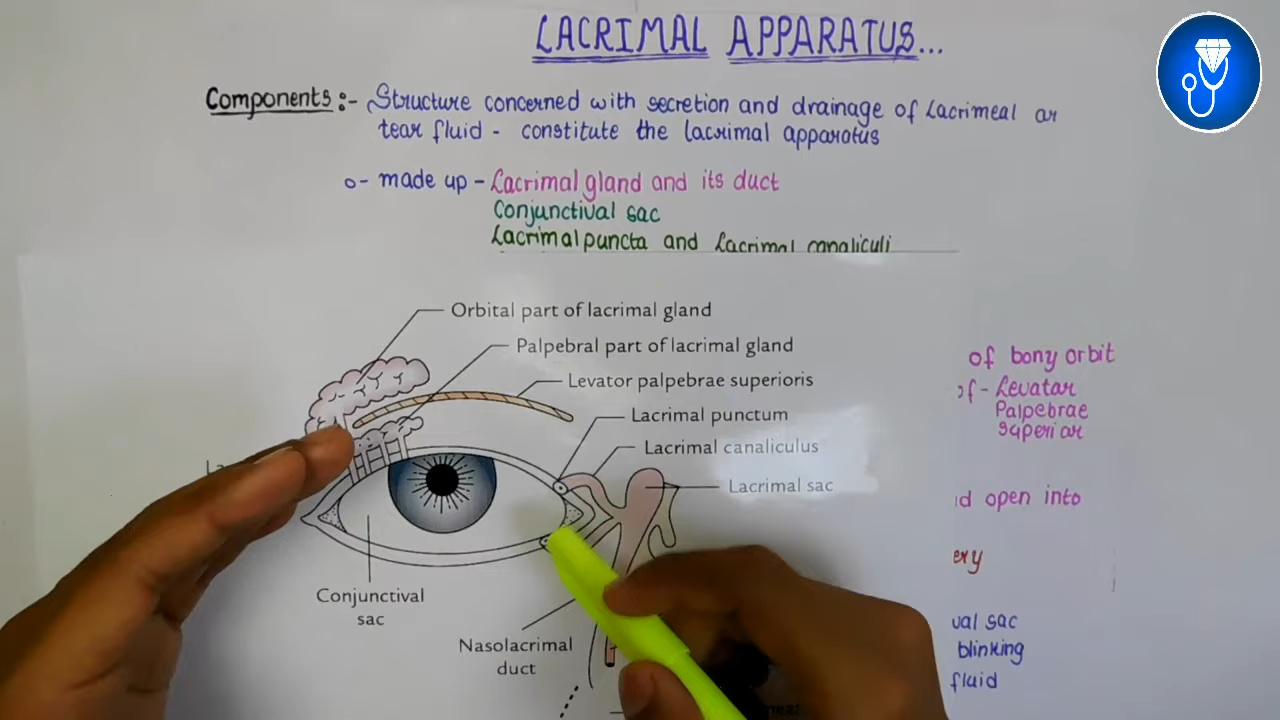 LACRIMAL APPARATUS...
Components :- Structure concerned with secretion and drainage of Lacrimeal or
tear fluid - constitute the lacrimal apparatus
o- made up - Lacrimal gland and its duct
Conjunctival sac
Lacrimal puncta and Lacrimal canaliculi
Orbital part of lacrimal gland
Palpebral part of lacrimal gland
Levator palpebrae superioris
Lacrimal punctum
Lacrimal canaliculus
Lacrimal sac
Conjunctival
sac
Nasolacrimal
duct
of bony orbit
of - Levatar
Palpebrae
Superior
open into
sac
blinking
fluid